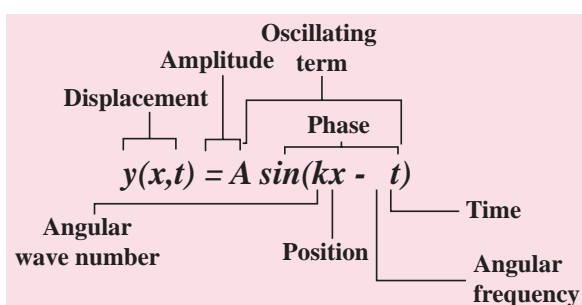 Oscillating
Amplitude term
Displacement
Phase
y(x,t) = A sin(kx - t)
Angular
wave number
Position
Time
Angular
frequency